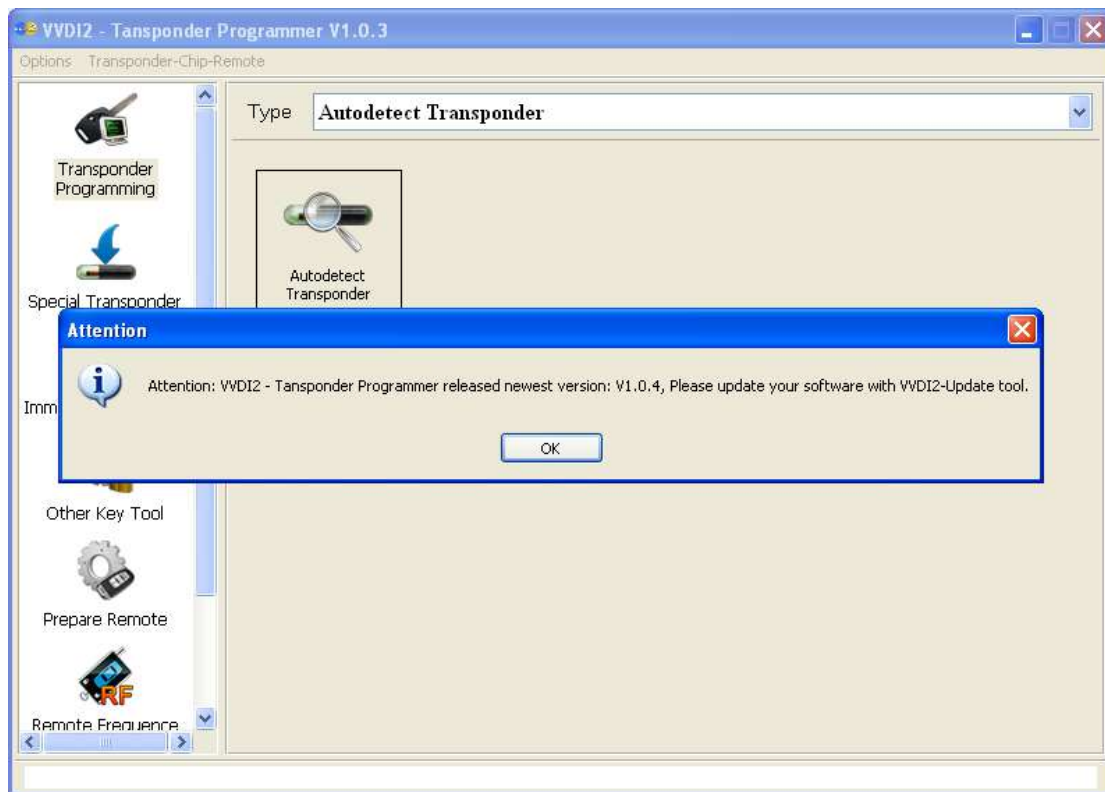 VVDI2 - Tansponder Programmer V1.0.3
Options Transponder-Chip-Remote
Transponder
Programming
Special Transponder
Imm
Other Key Tool
Prepare Remote
RF
Remote Frequence
Type Autodetect Transponder
Autodetect
Transponder
Attention
Attention: VVDI2 - Tansponder Programmer released newest version: V1.0.4, Please update your software with VVDI2-Update tool.
OK